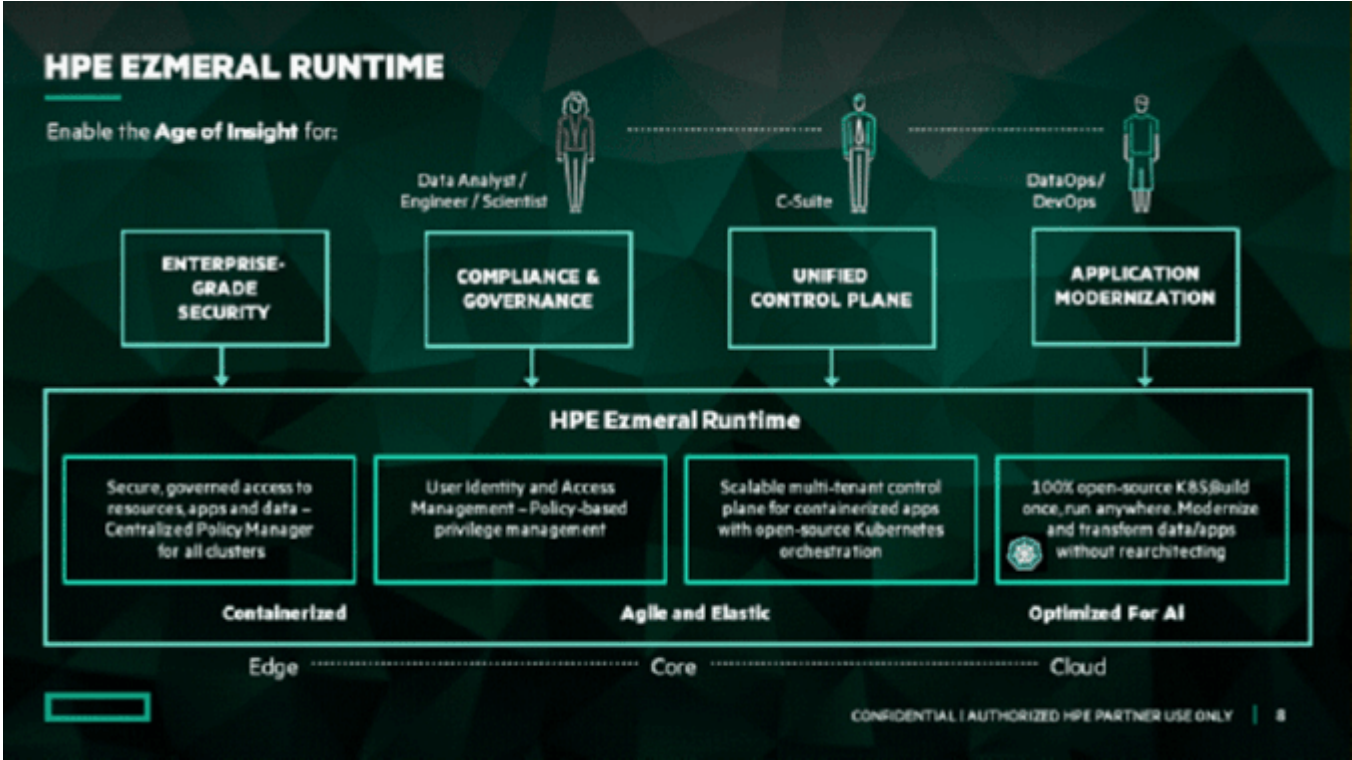 HPE EZMERAL RUNTIME
Enable the Age of Insight for:
Data Analyst /
Engineer / Scientist
C-Suite
DataOps/
DevOps
ENTERPRISE-
GRADE
SECURITY
COMPLIANCE &
GOVERNANCE
UNIFIED
CONTROL PLANE
APPLICATION
MODERNIZATION
HPE Ezmeral Runtime
Secure, governed access to
resources, apps and data –
Centralized Policy Manager
for all clusters
User Identity and Access
Management – Policy-based
privilege management
Scalable multi-tenant control
plane for containerized apps
with open-source Kubernetes
orchestration
100% open-source K8S,Build
once, run anywhere. Modernize
and transform data/apps
without rearchitecting
Containerized
Agile and Elastic
Optimized For AI
Edge
Core
Cloud
CONFIDENTIAL | AUTHORIZED HPE PARTNER USE ONLY
8